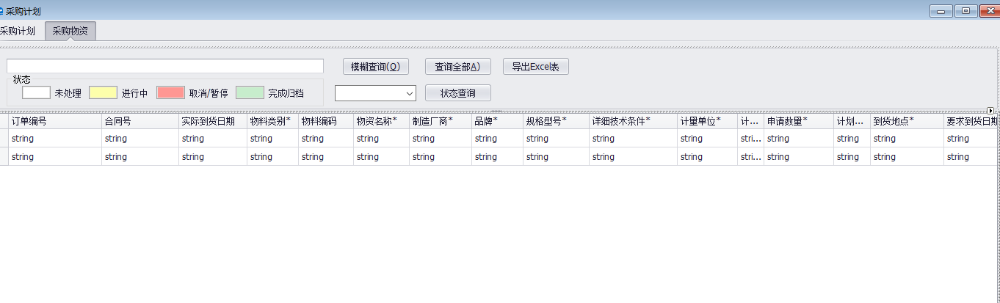 采购计划
采购计划 采购物资
模糊查询(Q) 查询全部A) 导出Excel表
状态
未处理 进行中 取消/暂停 完成归档 状态查询
订单编号 合同号 实际到货日期 物料类别* 物料编码 物资名称* 制造厂商* 品牌* 规格型号* 详细技术条件* 计量单位* 计... 申请数量* 计划... 到货地点* 要求到货日期
string string string string string string string string string string string stri... string string string string
string string string string string string string string string string string stri... string string string string